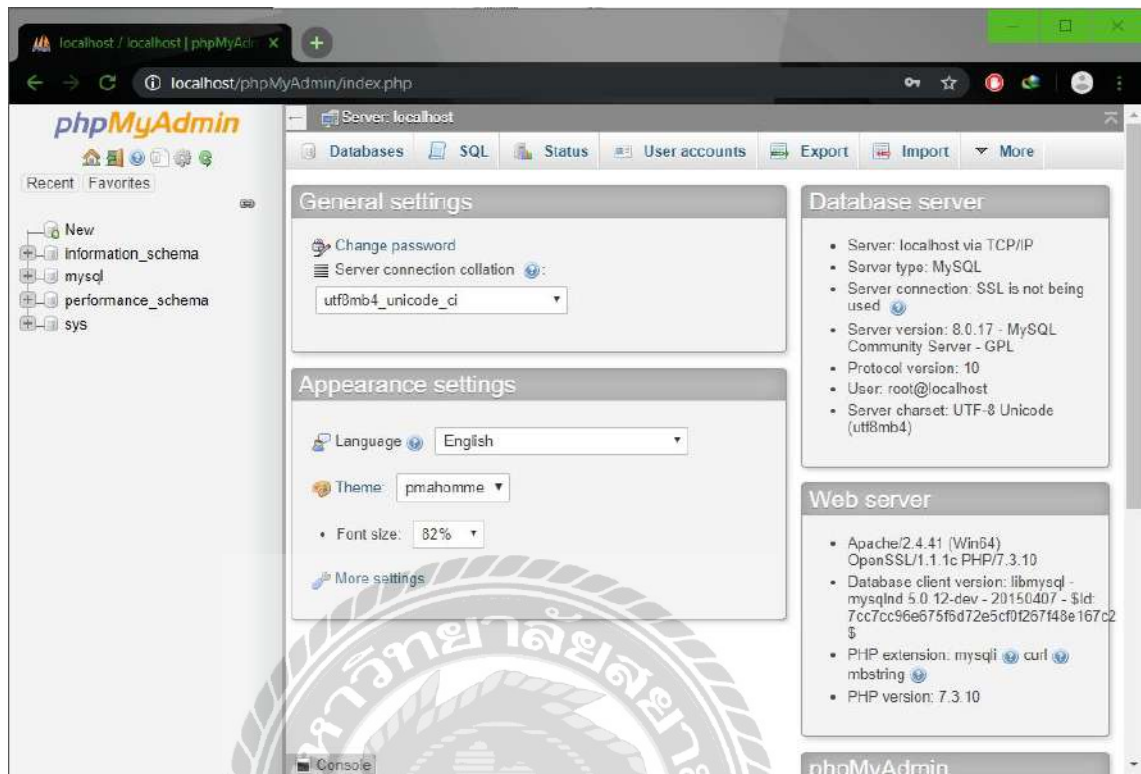 localhost / localhost | phpMyAdr
localhost/phpMyAdmin/index.php
phpMyAdmin
Recent Favorites
New
information_schema
mysql
performance_schema
sys
Server: localhost
Databases SQL Status User accounts Export Import More
General settings
Change password
Server connection collation :
utf8mb4_unicode_ci
Appearance settings
Language English
Theme: pmahomme
• Font size: 82%
More settings
Console
Database server
• Server: localhost via TCP/IP
• Server type: MySQL
• Server connection: SSL is not being
used
• Server version: 8.0.17 - MySQL
Community Server - GPL
• Protocol version: 10
• User: root@localhost
• Server charset: UTF-8 Unicode
(utf8mb4)
Web server
• Apache/2.4.41 (Win64)
OpenSSL/1.1.1c PHP/7.3.10
• Database client version: libmysql -
mysqlnd 5.0.12-dev - 20150407 - $Id:
$
• PHP extension: mysqli curl
mbstring
• PHP version: 7.3.10
phpMyAdmin